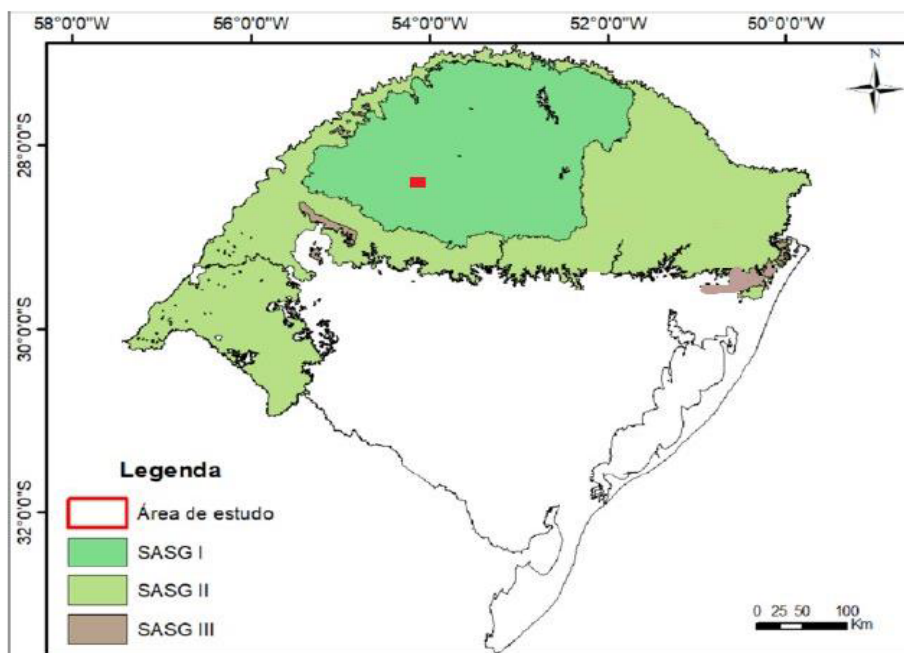 58°0'0"W 56°0'0"W 54°0'0"W 52°0'0"W 50°0'0"W
N
28°0'0"S
30°0'0"S
32°0'0"S
Legenda
Área de estudo
SASG I
SASG II
SASG III
0 25 50 100
Km